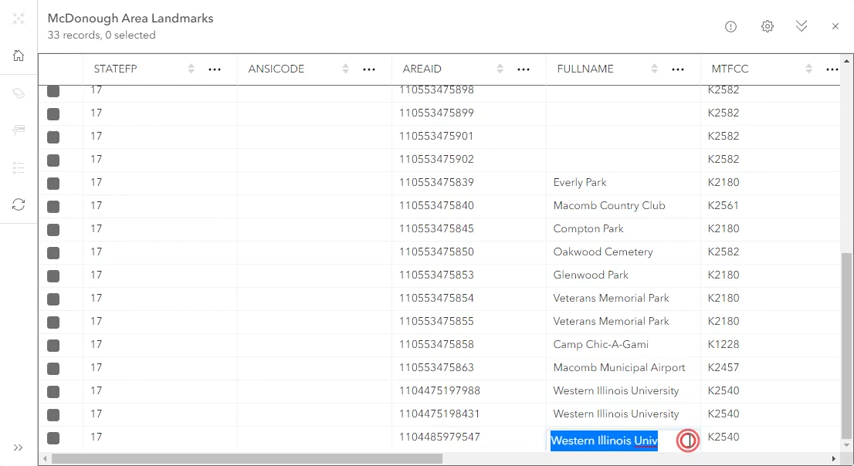 McDonough Area Landmarks
33 records, 0 selected
STATEFP ANSICODE AREAID FULLNAME MTFCC
17 110553475898 K2582
17 110553475899 K2582
17 110553475901 K2582
17 110553475902 K2582
17 110553475839 Everly Park K2180
17 110553475840 Macomb Country Club K2561
17 110553475845 Compton Park K2180
17 110553475850 Oakwood Cemetery K2582
17 110553475853 Glenwood Park K2180
17 110553475854 Veterans Memorial Park K2180
17 110553475855 Veterans Memorial Park K2180
17 110553475858 Camp Chic-A-Gami K1228
17 110553475863 Macomb Municipal Airport K2457
17 1104475197988 Western Illinois University K2540
17 1104475198431 Western Illinois University K2540
17 1104485979547 Western Illinois Univ K2540